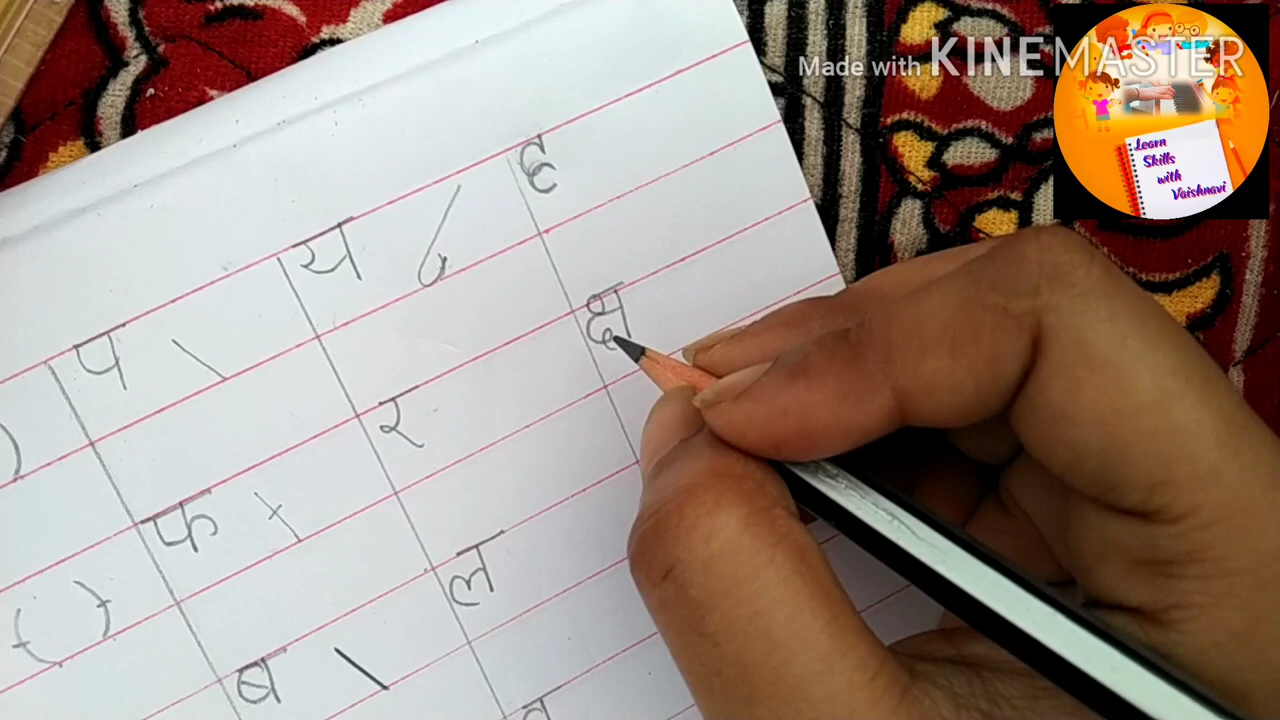 Made with KINEMASTER
Learn
Skills
with
Vaishnavi
प \
फ
ब \
य
र
ल
ह
क्ष